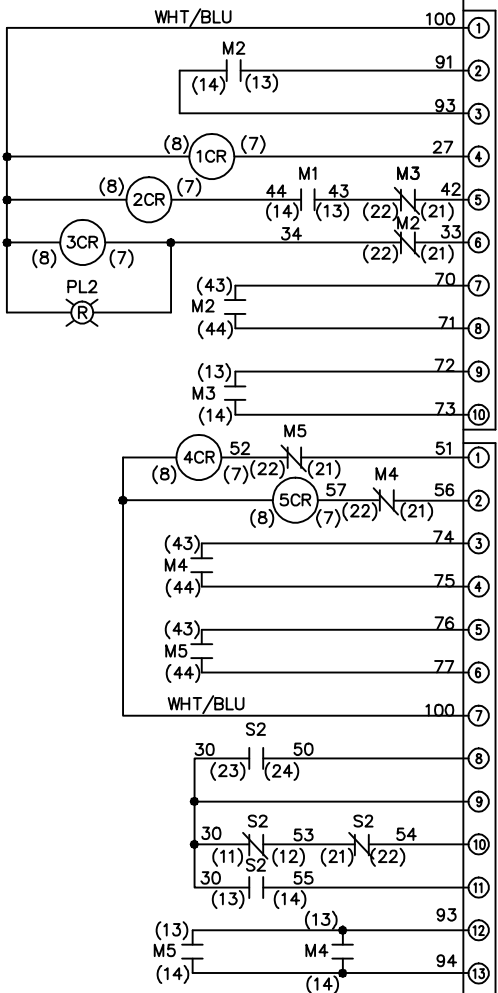 WHT/BLU 100 1
M2 91 2
(14) (13)
93 3
(8) 1CR (7) 27 4
M1 M3
(8) 2CR (7) 44 43 42 5
(14) (13) (22) (21)
M2
3CR 34 33 6
(8) (7) (22) (21)
PL2 (43) 70 7
R M2
(44) 71 8
(13) 72 9
M3
(14) 73 10
M5
4CR 52 51 1
(8) (7) (22) (21)
M4
5CR 57 56 2
(8) (7) (22) (21)
(43) 74 3
M4
(44) 75 4
(43) 76 5
M5
(44) 77 6
WHT/BLU 100 7
S2
30 50 8
(23) (24)
9
S2 S2
30 53 54 10
(11) (12) (21) (22)
S2
30 55 11
(13) (14)
(13) (13) 93 12
M5 M4
(14) 94 13
(14)